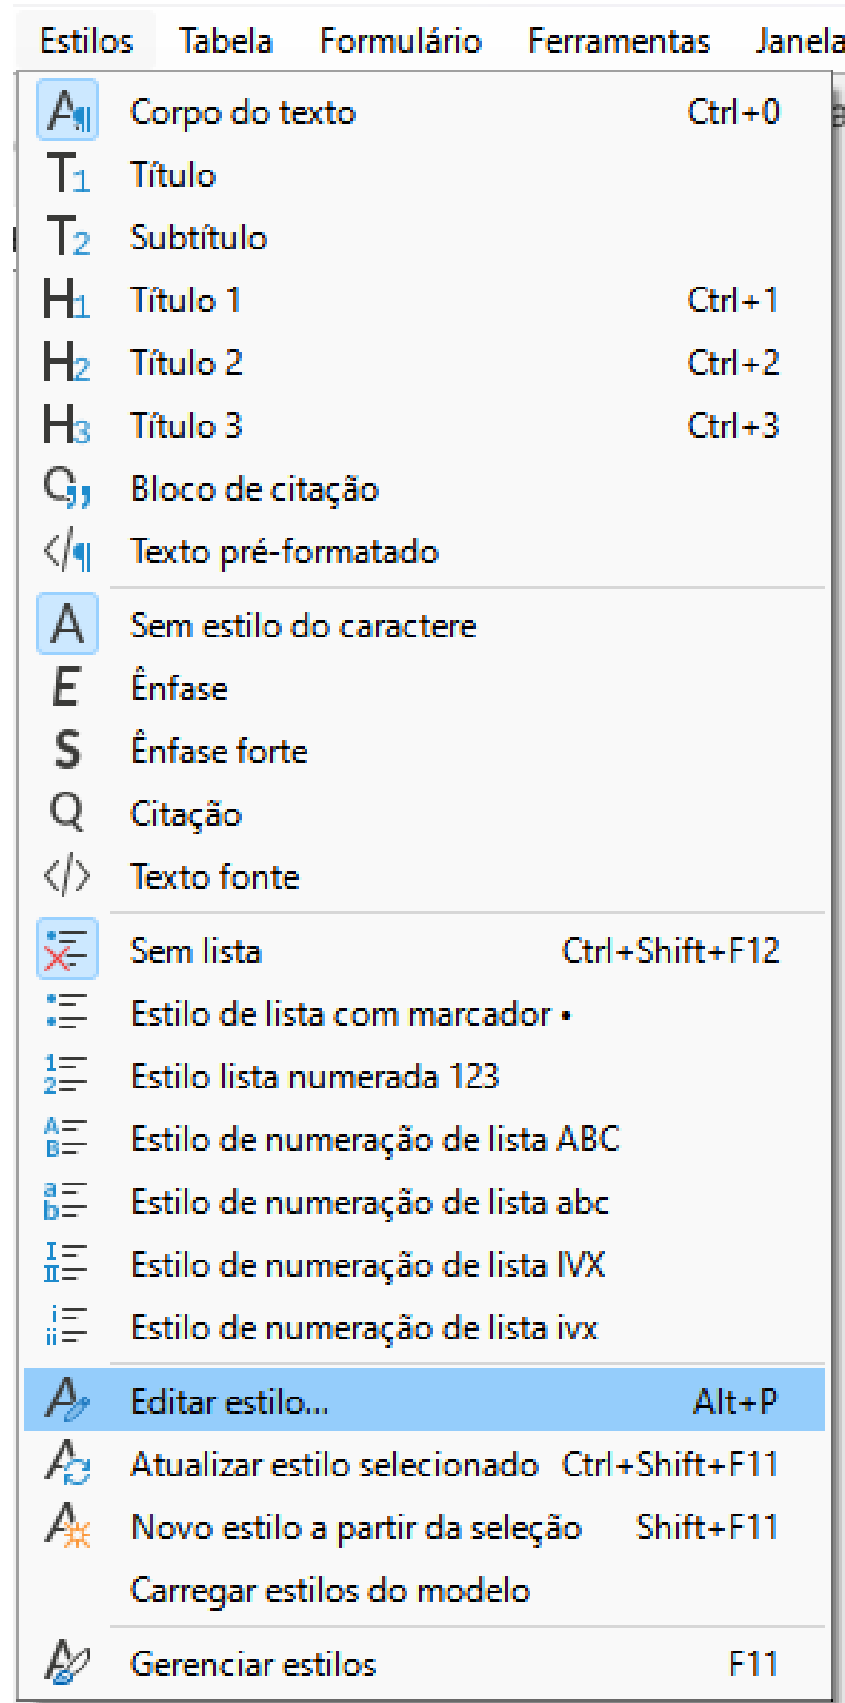 Estilos Tabela Formulário Ferramentas Janela
Corpo do texto Ctrl+0
Título
Subtítulo
Título 1 Ctrl+1
Título 2 Ctrl+2
Título 3 Ctrl+3
Bloco de citação
Texto pré-formatado
Sem estilo do caractere
Ênfase
Ênfase forte
Citação
Texto fonte
Sem lista Ctrl+Shift+F12
Estilo de lista com marcador •
Estilo lista numerada 123
Estilo de numeração de lista ABC
Estilo de numeração de lista abc
Estilo de numeração de lista IVX
Estilo de numeração de lista ivx
Editar estilo... Alt+P
Atualizar estilo selecionado Ctrl+Shift+F11
Novo estilo a partir da seleção Shift+F11
Carregar estilos do modelo
Gerenciar estilos F11